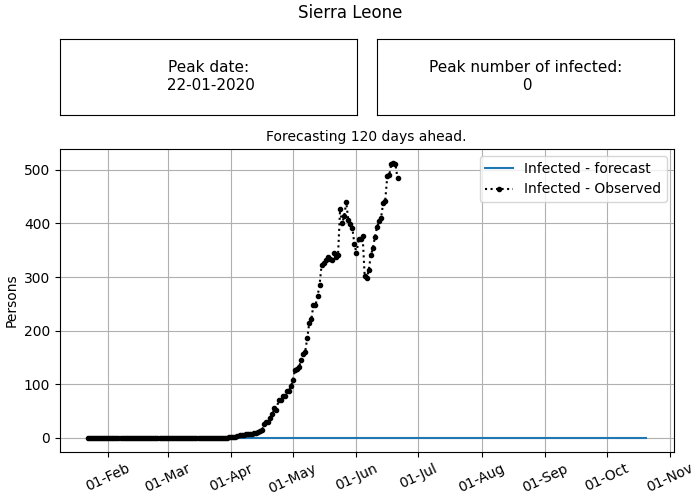 Sierra Leone
Peak date:
22-01-2020
Peak number of infected:
0
Forecasting 120 days ahead.
Infected - forecast
Infected - Observed
Persons
500
400
300
200
100
0
01-Feb
01-Mar
01-Apr
01-May
01-Jun
01-Jul
01-Aug
01-Sep
01-Oct
01-Nov